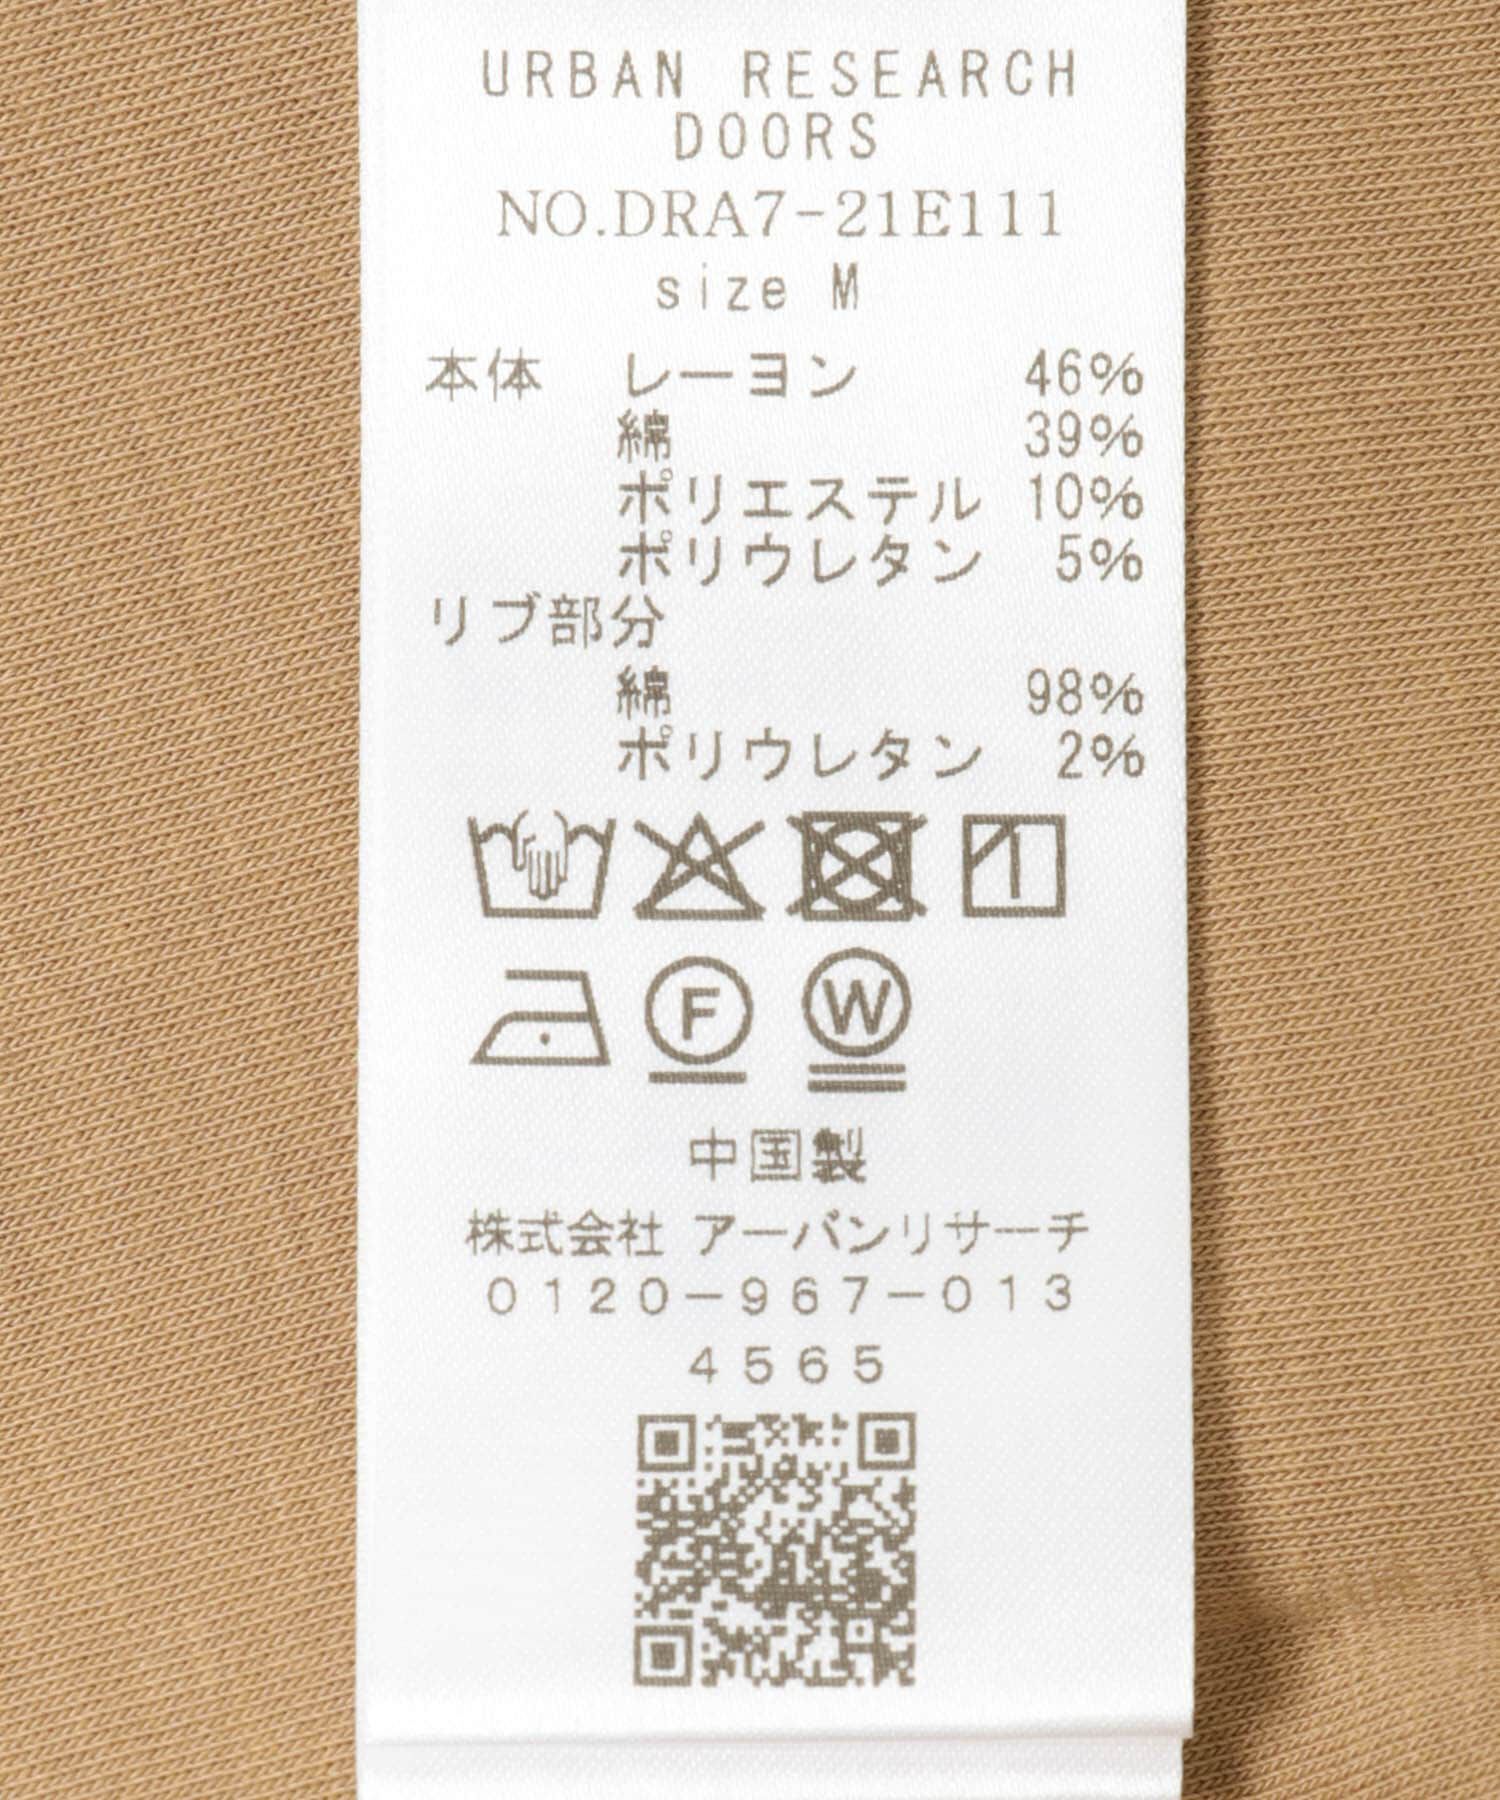 URBAN RESEARCH
DOORS
NO.DRA7-21E111
size M
本体 レーヨン 46%
綿 39%
ポリエステル 10%
ポリウレタン 5%
リブ部分
綿 98%
ポリウレタン 2%
F W
中国製
株式会社 アーバンリサーチ
0120-967-013
4565